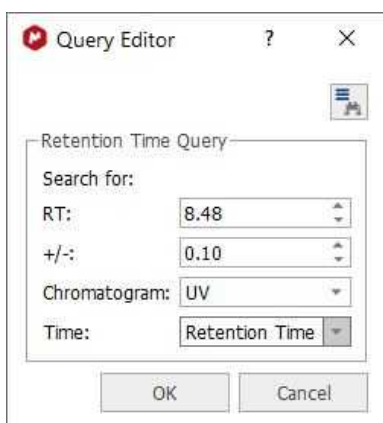 Query Editor ? ×
Retention Time Query
Search for:
RT: 8.48
+/-: 0.10
Chromatogram: UV
Time: Retention Time
OK Cancel